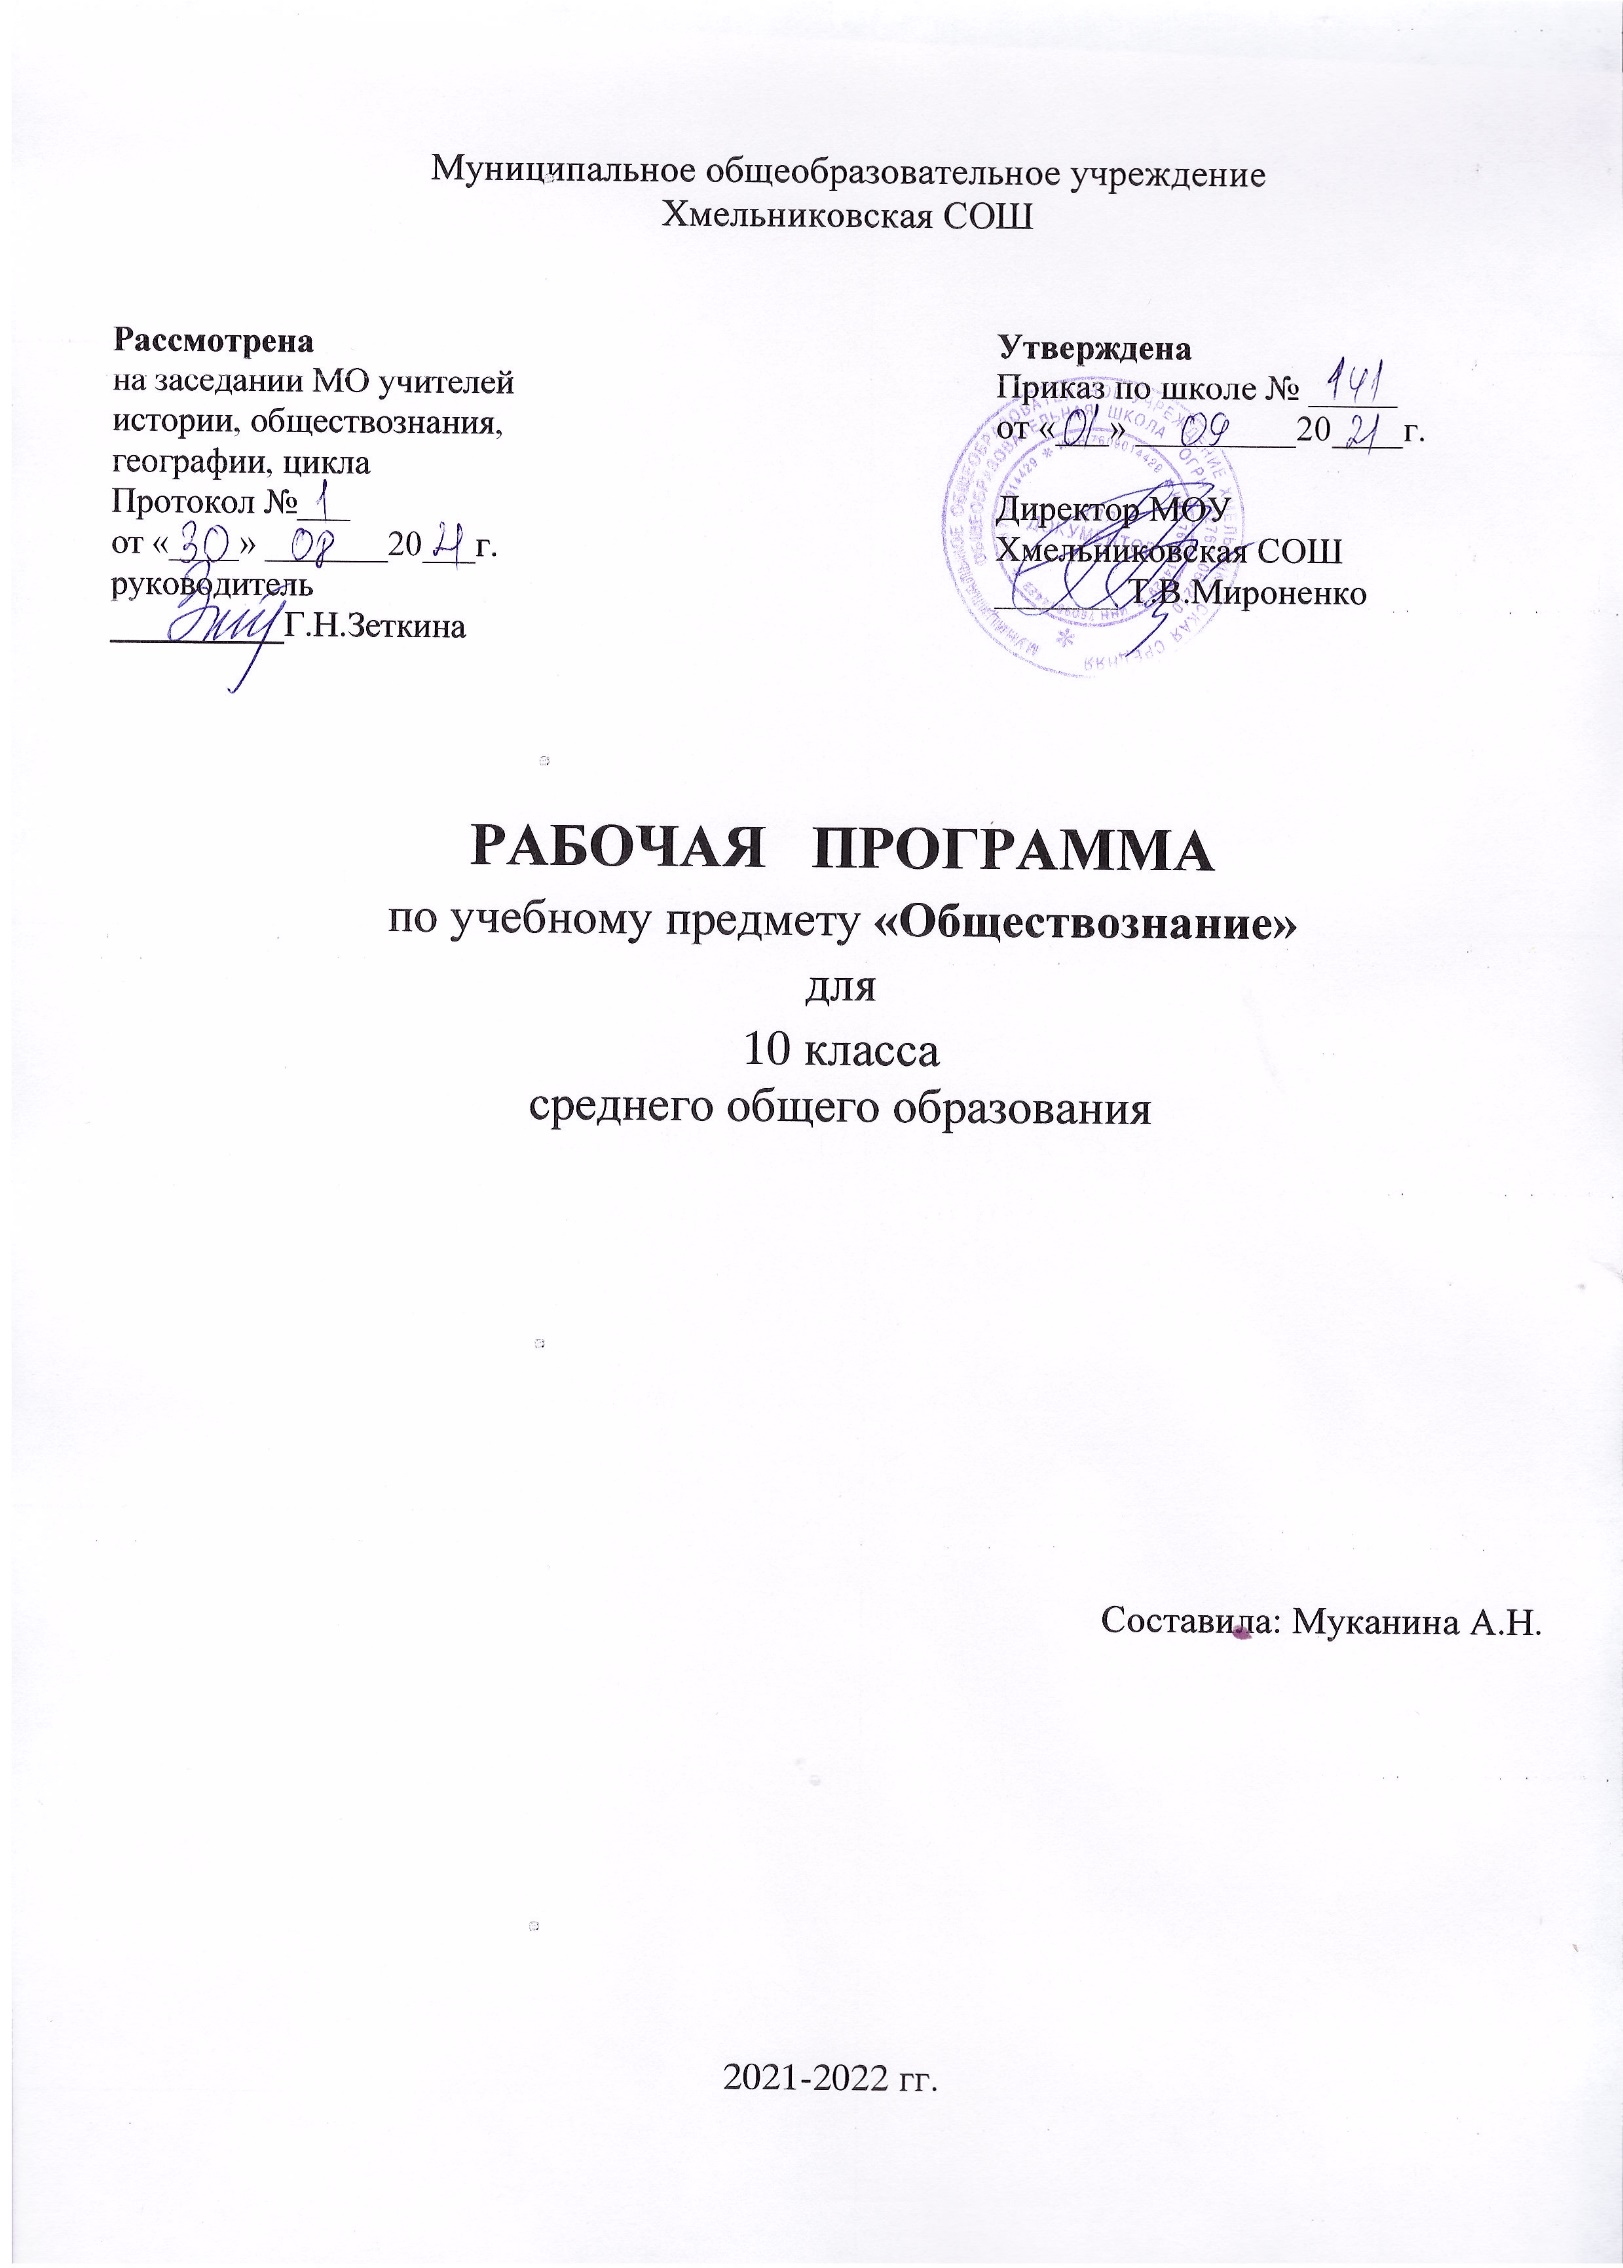 Муниципальное общеобразовательное учреждение
Хмельниковская СОШ
Рассмотрена
на заседании МО учителей
истории, обществознания,
географии, цикла
Протокол № 1
от «30» 08 2021 г.
руководитель
Г.Н.Зеткина
Утверждена
Приказ по школе № 141
от «01» 09 2021 г.
Директор МОУ
Хмельниковская СОШ
Т.В.Мироненко
РАБОЧАЯ ПРОГРАММА
по учебному предмету «Обществознание»
для
10 класса
среднего общего образования
Составила: Муканина А.Н.
2021-2022 гг.